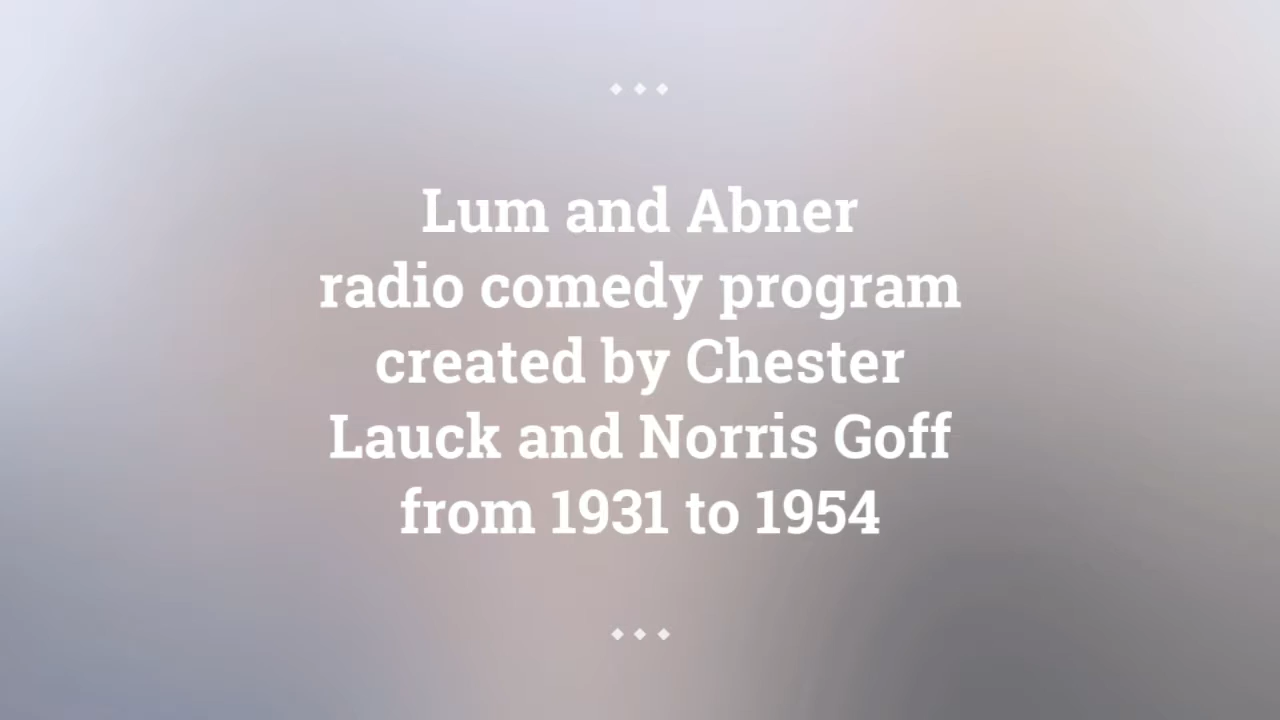 Lum and Abner
radio comedy program
created by Chester
Lauck and Norris Goff
from 1931 to 1954